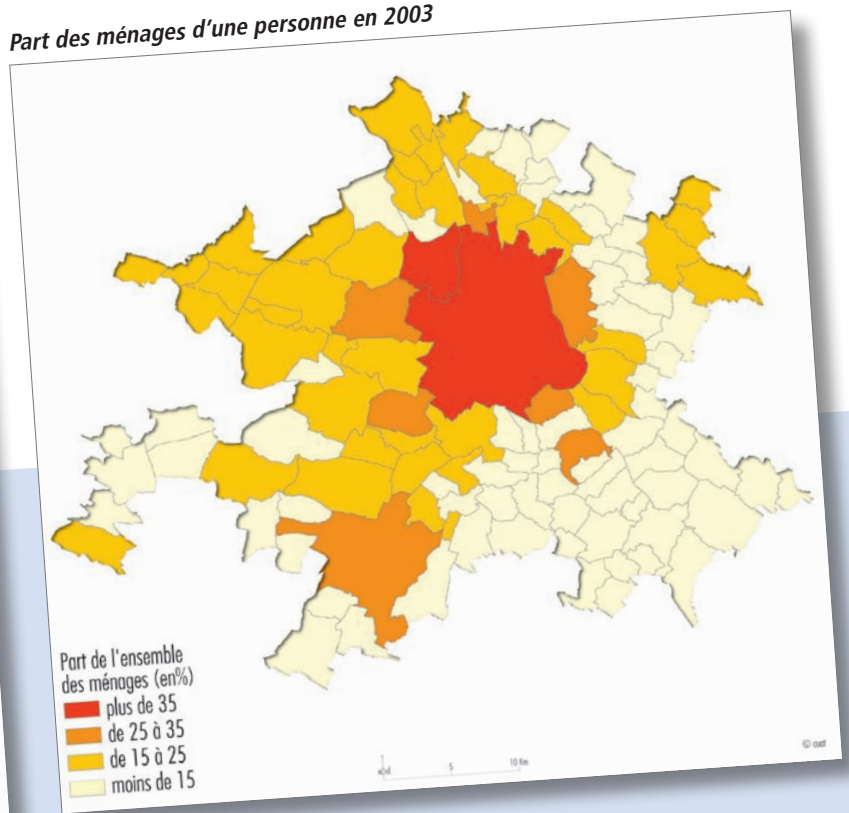 Part des ménages d'une personne en 2003
Part de l'ensemble
des ménages (en%)
plus de 35
de 25 à 35
de 15 à 25
moins de 15
5
10 Km